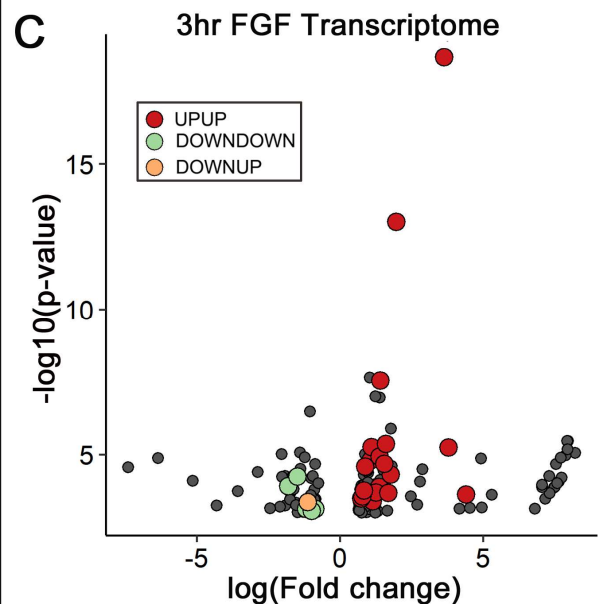 C
3hr FGF Transcriptome
UPUP
DOWNDOWN
DOWNUP
15
10
5
-log10(p-value)
-5 0 5
log(Fold change)